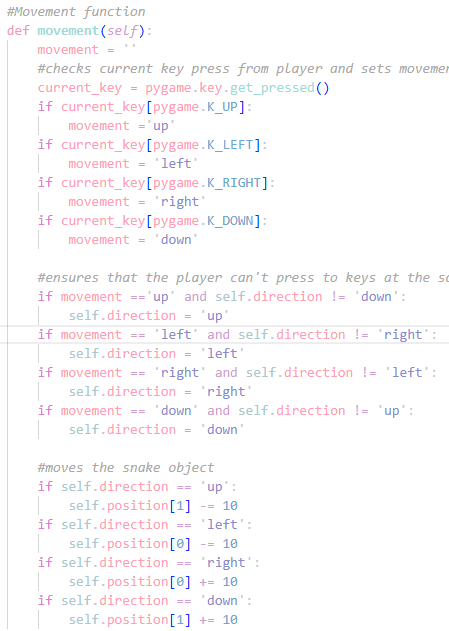 #Movement function
def movement(self):
    movement = ''
    #checks current key press from player and sets
    current_key = pygame.key.get_pressed()
    if current_key[pygame.K_UP]:
        movement ='up'
    if current_key[pygame.K_LEFT]:
        movement = 'left'
    if current_key[pygame.K_RIGHT]:
        movement = 'right'
    if current_key[pygame.K_DOWN]:
        movement = 'down'
    #ensures that the player can't press to keys at the
    if movement =='up' and self.direction != 'down':
        self.direction = 'up'
    if movement == 'left' and self.direction != 'right':
        self.direction = 'left'
    if movement == 'right' and self.direction != 'left':
        self.direction = 'right'
    if movement == 'down' and self.direction != 'up':
        self.direction = 'down'
    #moves the snake object
    if self.direction == 'up':
        self.position[1] -= 10
    if self.direction == 'left':
        self.position[0] -= 10
    if self.direction == 'right':
        self.position[0] += 10
    if self.direction == 'down':
        self.position[1] += 10